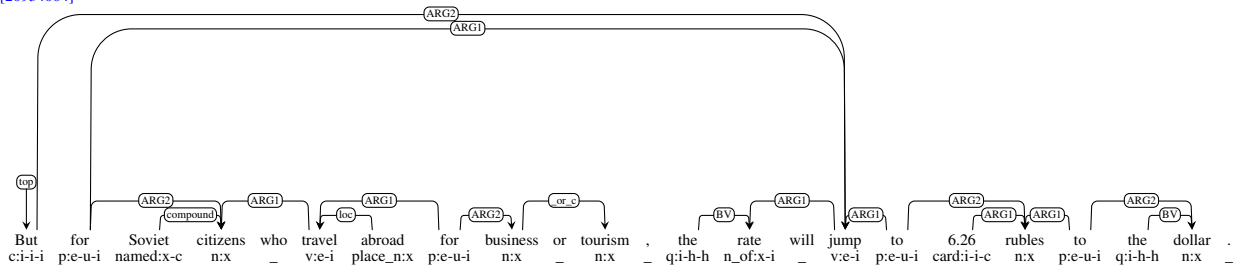 ARG2
ARG1
top
ARG2 ARG1 ARG1 _or_c ARG1 ARG2 ARG2
compound loc ARG2 BV ARG1 ARG1 ARG1 BV
But for Soviet citizens who travel abroad for business or tourism , the rate will jump to 6.26 rubles to the dollar .
c:i-i-i p:e-u-i named:x-c n:x _ v:e-i place_n:x p:e-u-i n:x _ n:x _ q:i-h-h n_of:x-i _ v:e-i p:e-u-i card:i-i-c n:x p:e-u-i q:i-h-h n:x _